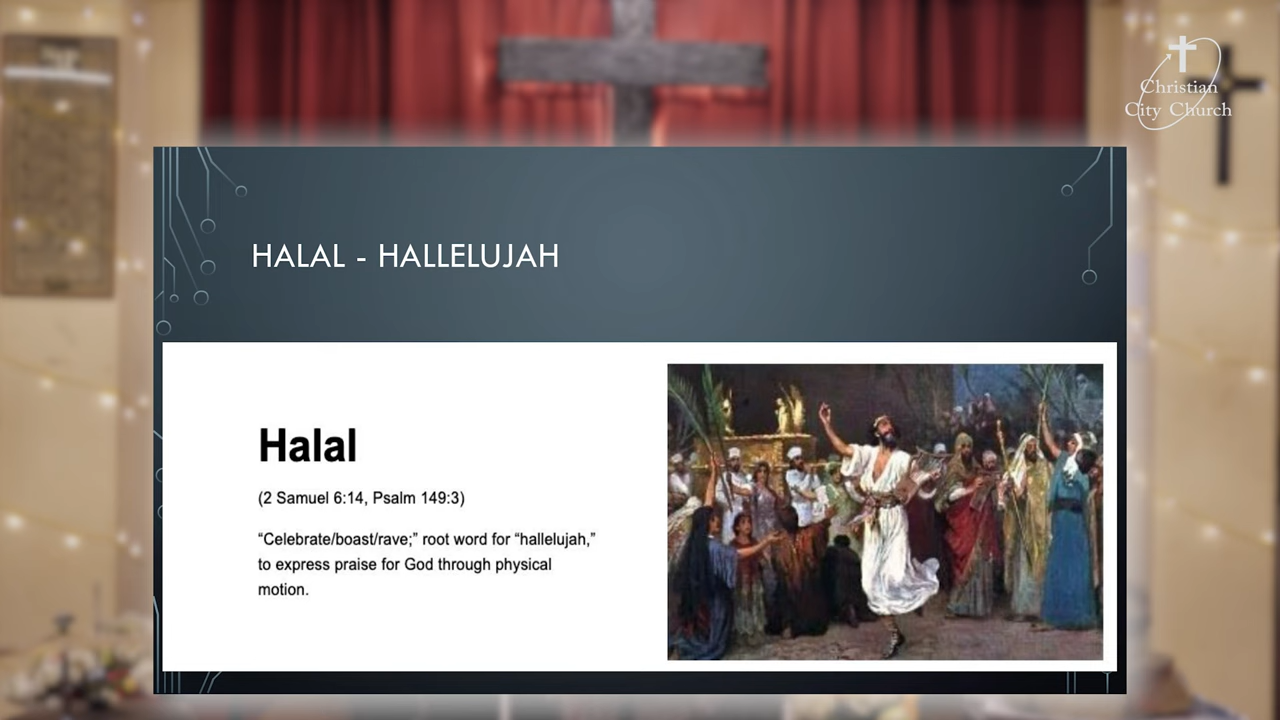 Christian
City Church
HALAL - HALLELUJAH
Halal
(2 Samuel 6:14, Psalm 149:3)
“Celebrate/boast/rave;” root word for “hallelujah,”
to express praise for God through physical
motion.